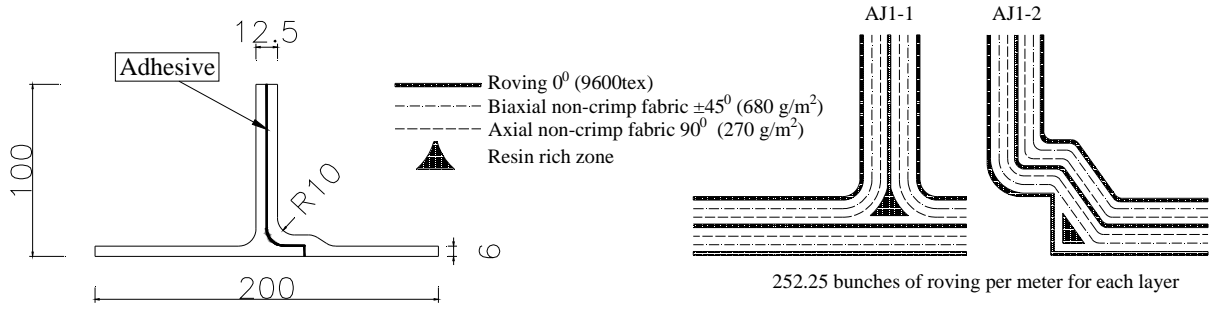 12.5
Adhesive
100
R10
6
200
Roving 0⁰ (9600tex)
Biaxial non-crimp fabric ±45⁰ (680 g/m²)
Axial non-crimp fabric 90⁰ (270 g/m²)
Resin rich zone
AJ1-1
AJ1-2
252.25 bunches of roving per meter for each layer